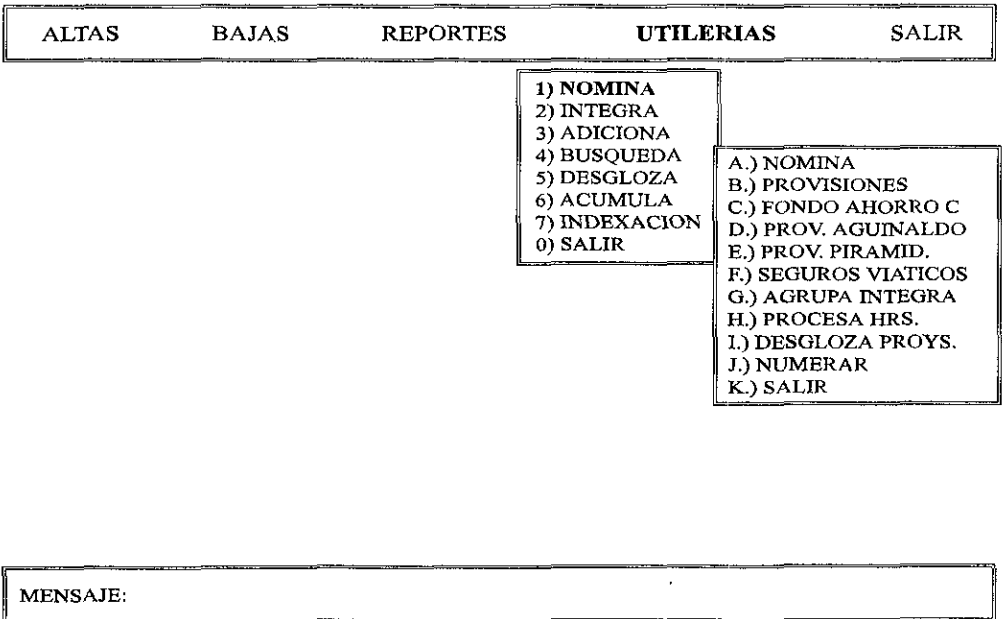 ALTAS BAJAS REPORTES UTILERIAS SALIR
1) NOMINA
2) INTEGRA
3) ADICIONA
4) BUSQUEDA
5) DESGLOZA
6) ACUMULA
7) INDEXACION
0) SALIR
A.) NOMINA
B.) PROVISIONES
C.) FONDO AHORRO C
D.) PROV. AGUINALDO
E.) PROV. PIRAMID.
F.) SEGUROS VIATICOS
G.) AGRUPA INTEGRA
H.) PROCESA HRS.
I.) DESGLOZA PROYS.
J.) NUMERAR
K.) SALIR
MENSAJE: